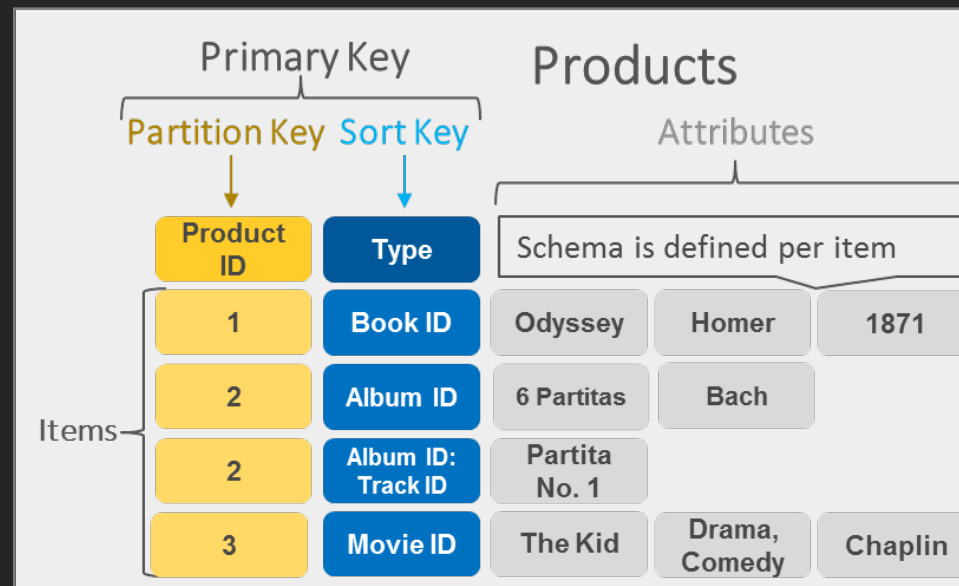 Primary Key
Products
Partition Key
Sort Key
Attributes
Product
ID
Type
Schema is defined per item
1
Book ID
Odyssey
Homer
1871
2
Album ID
6 Partitas
Bach
Items
2
Album ID:
Track ID
Partita
No. 1
3
Movie ID
The Kid
Drama,
Comedy
Chaplin